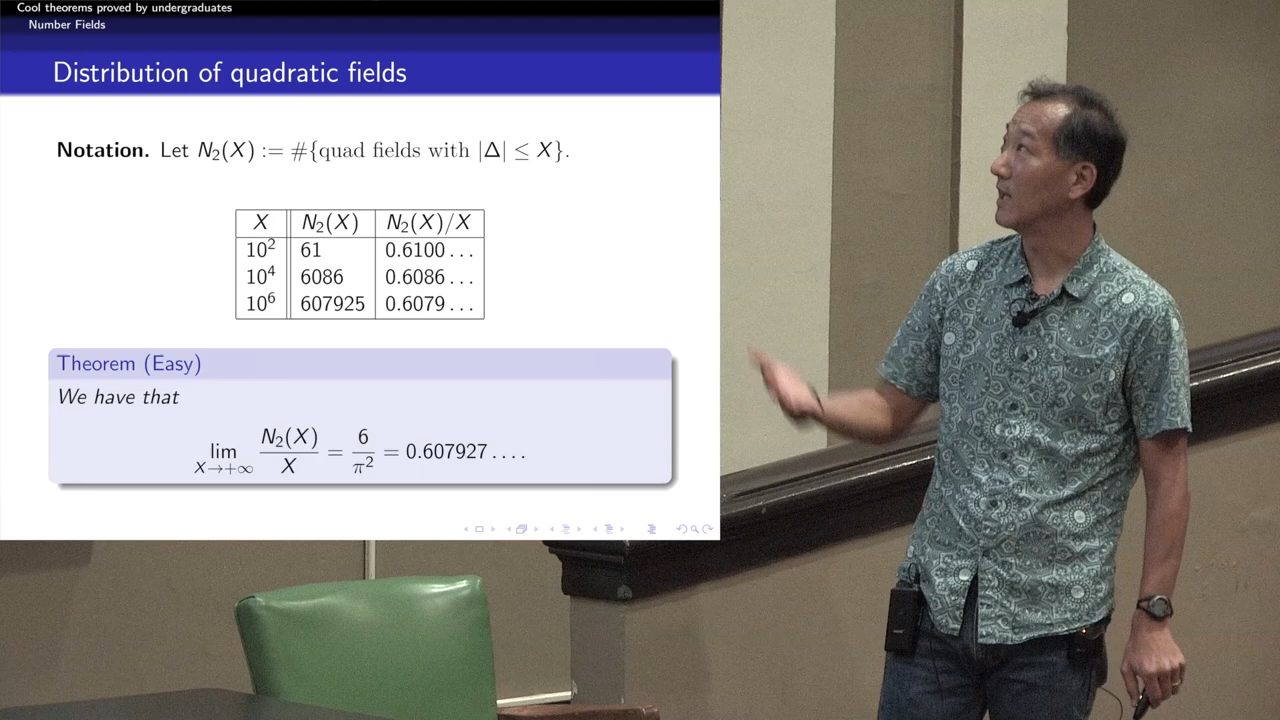 Cool theorems proved by undergraduates
Number Fields
Distribution of quadratic fields
Notation. Let N₂(X) := #{quad fields with |Δ| ≤ X}.
X N₂(X) N₂(X)/X
10² 61 0.6100...
10⁴ 6086 0.6086...
10⁶ 607925 0.6079...
Theorem (Easy)
We have that
lim_{X→+∞} N₂(X)/X = 6/π² = 0.607927....